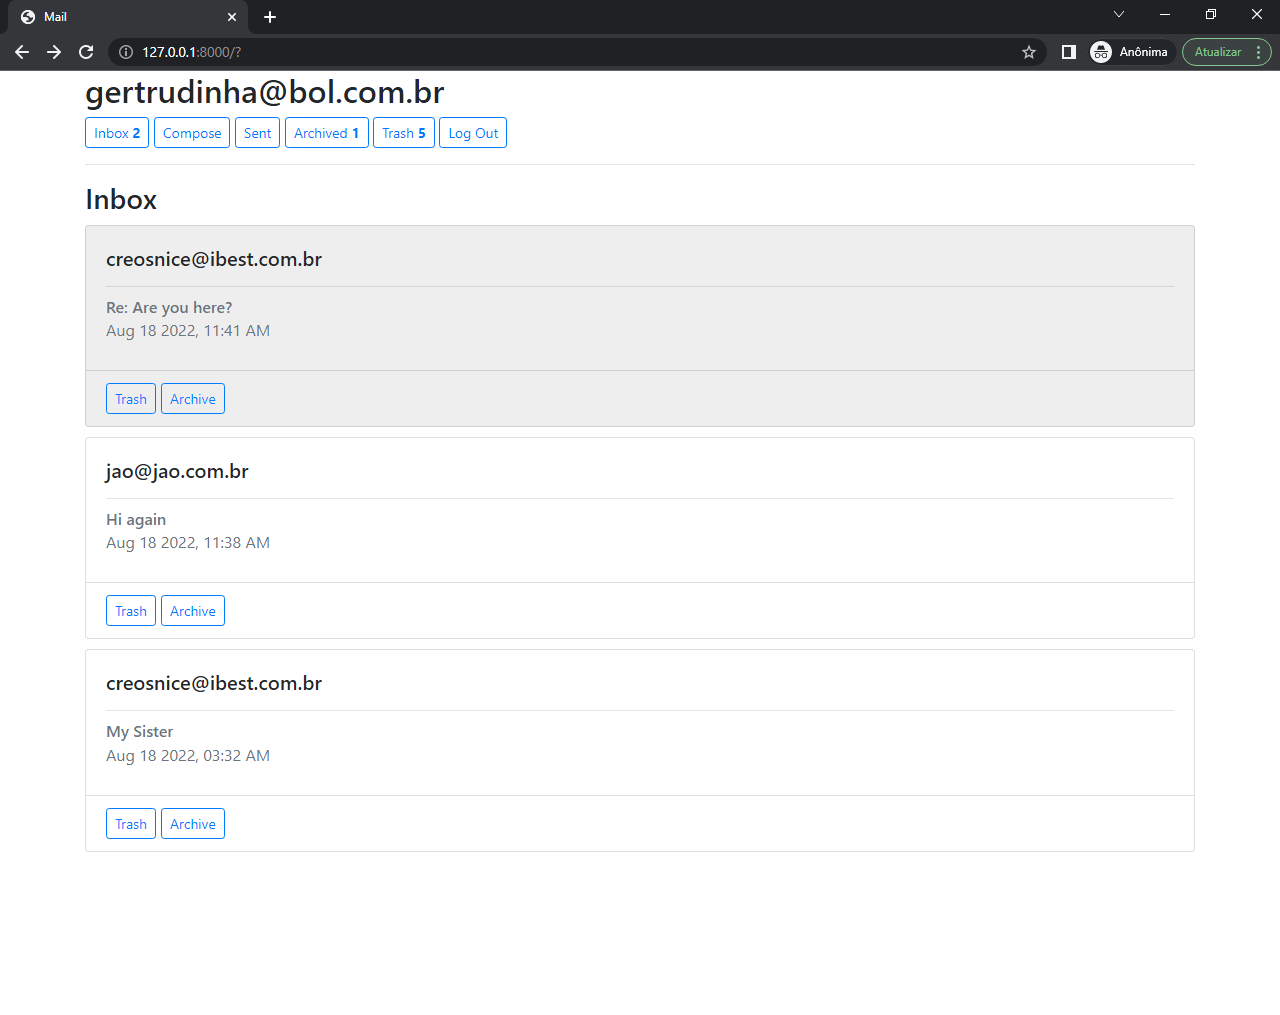 Mail
127.0.0.1:8000/?
Anônima
Atualizar
gertrudinha@bol.com.br
Inbox 2 Compose Sent Archived 1 Trash 5 Log Out
Inbox
creosnice@ibest.com.br
Re: Are you here?
Aug 18 2022, 11:41 AM
Trash Archive
jao@jao.com.br
Hi again
Aug 18 2022, 11:38 AM
Trash Archive
creosnice@ibest.com.br
My Sister
Aug 18 2022, 03:32 AM
Trash Archive